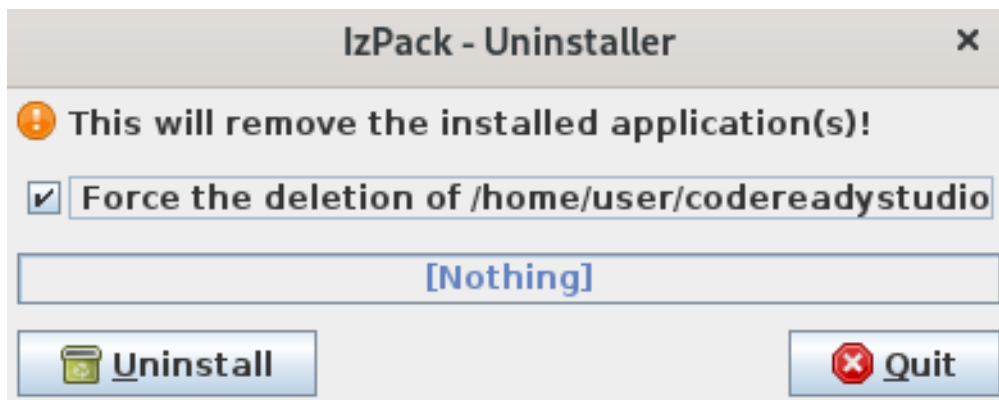 IzPack - Uninstaller
This will remove the installed application(s)!
Force the deletion of /home/user/codereadystudio
[Nothing]
Uninstall Quit